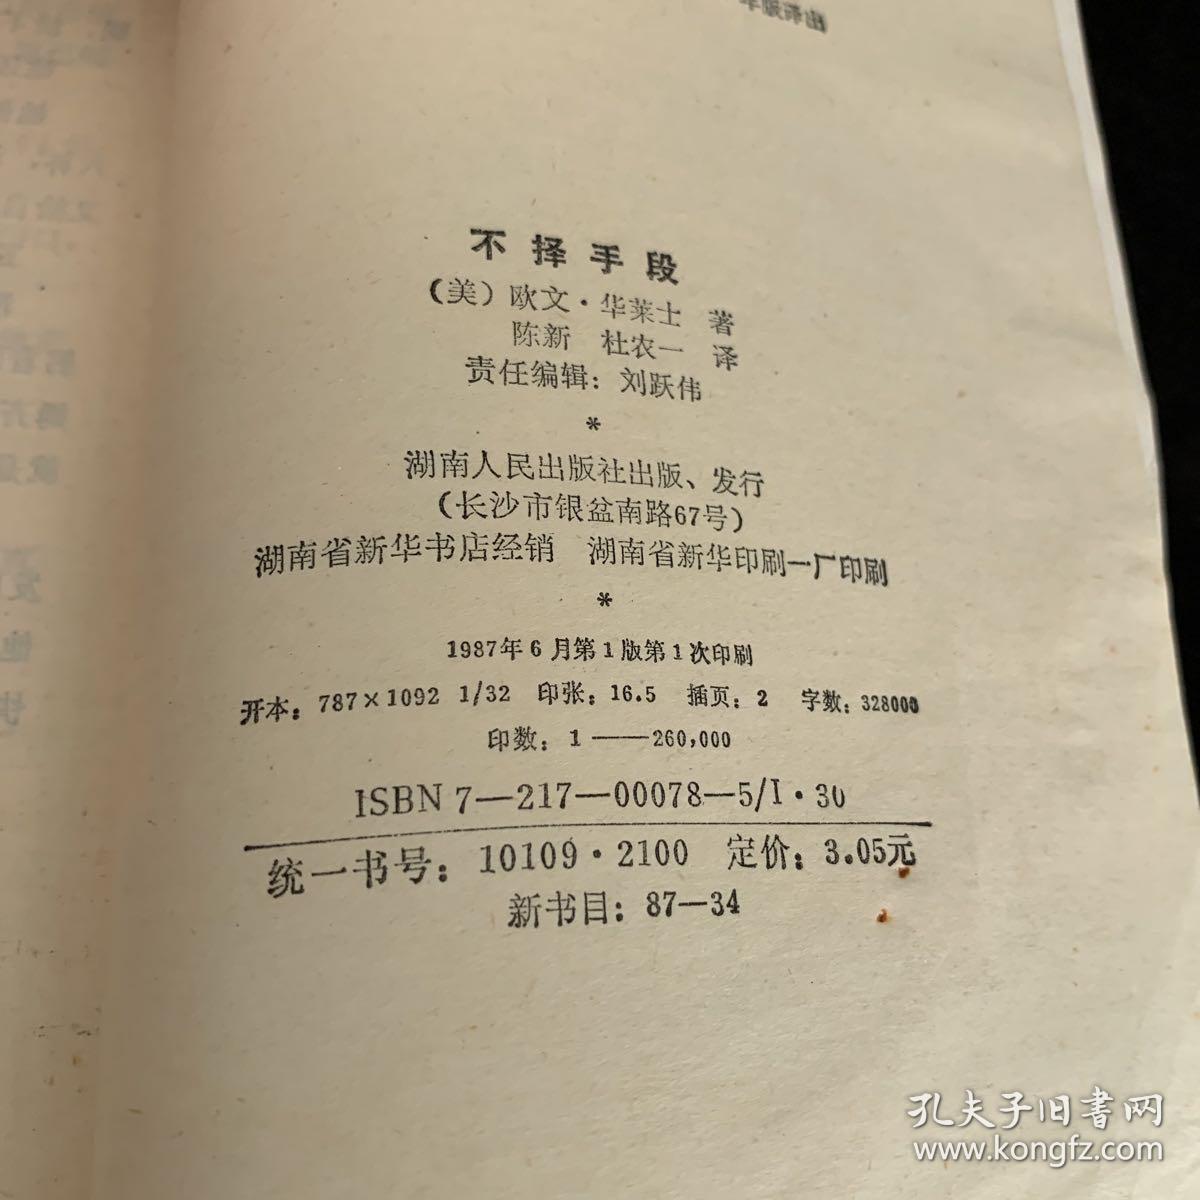 年版译出
不择手段
（美）欧文·华莱士 著
陈新 杜农一 译
责任编辑：刘跃伟
*
湖南人民出版社出版、发行
（长沙市银盆南路67号）
湖南省新华书店经销 湖南省新华印刷一厂印刷
*
1987年6月第1版第1次印刷
开本：787×1092 1/32 印张：16.5 插页：2 字数：328000
印数：1——260,000
ISBN7—217—00078—5/I·30
统一书号：10109·2100 定价：3.05元
新书目：87—34
孔夫子旧书网
www.kongfz.com